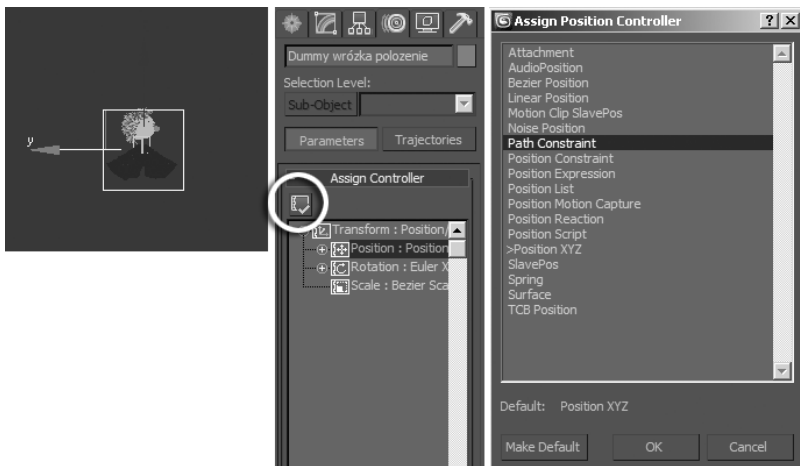 y
Dummy wrózka polozenie
Selection Level:
Sub-Object
Parameters
Trajectories
Assign Controller
Transform : Position/
Position : Position
Rotation : Euler X
Scale : Bezier Sca
Assign Position Controller
Attachment
AudioPosition
Bezier Position
Linear Position
Motion Clip SlavePos
Noise Position
Path Constraint
Position Constraint
Position Expression
Position List
Position Motion Capture
Position Reaction
Position Script
>Position XYZ
SlavePos
Spring
Surface
TCB Position
Default: Position XYZ
Make Default
OK
Cancel